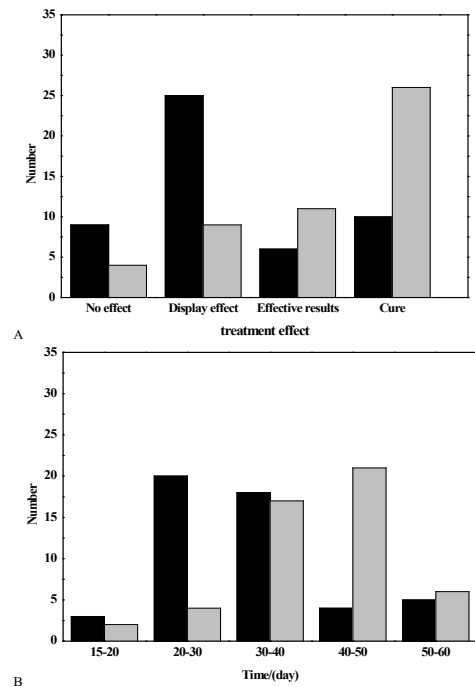 35
30
25
20
15
10
5
0
Number
No effect Display effect Effective results Cure
treatment effect
A
35
30
25
20
15
10
5
0
Number
15-20 20-30 30-40 40-50 50-60
Time/(day)
B